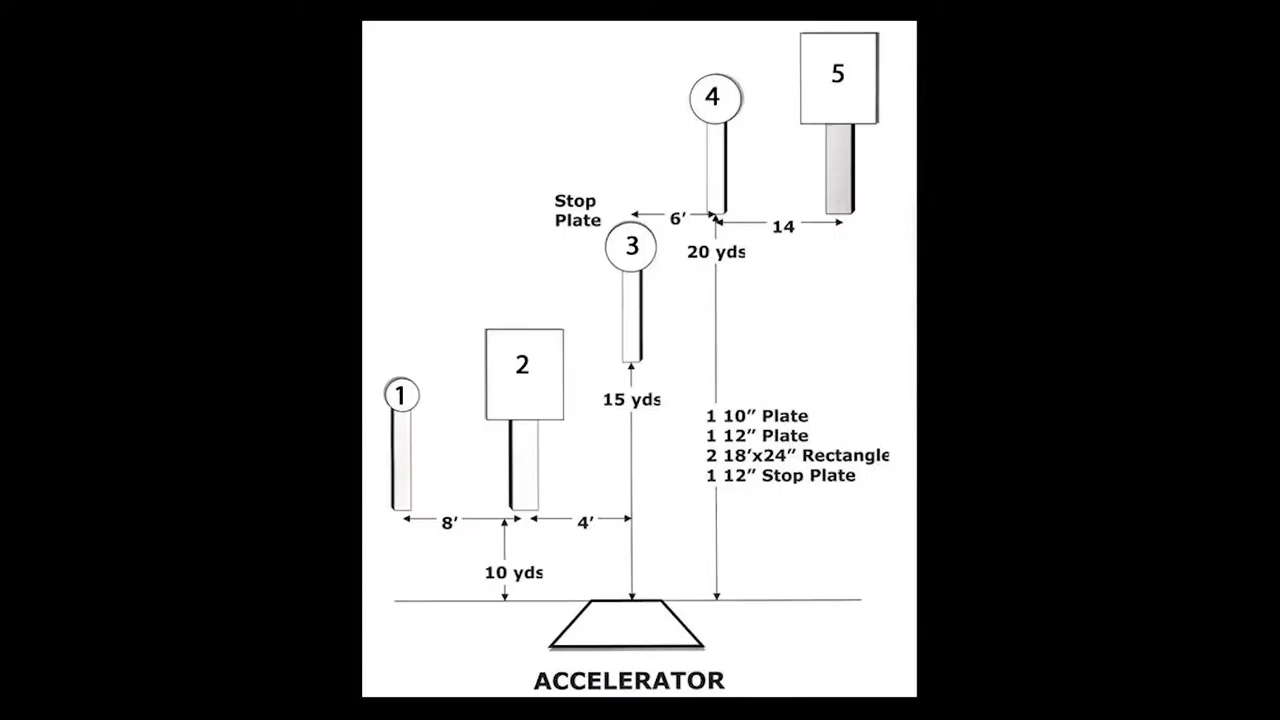 5
4
Stop
Plate
6'
14
3
20 yds
2
1
15 yds
1 10" Plate
1 12" Plate
2 18'x24" Rectangle
1 12" Stop Plate
8'
4'
10 yds
ACCELERATOR